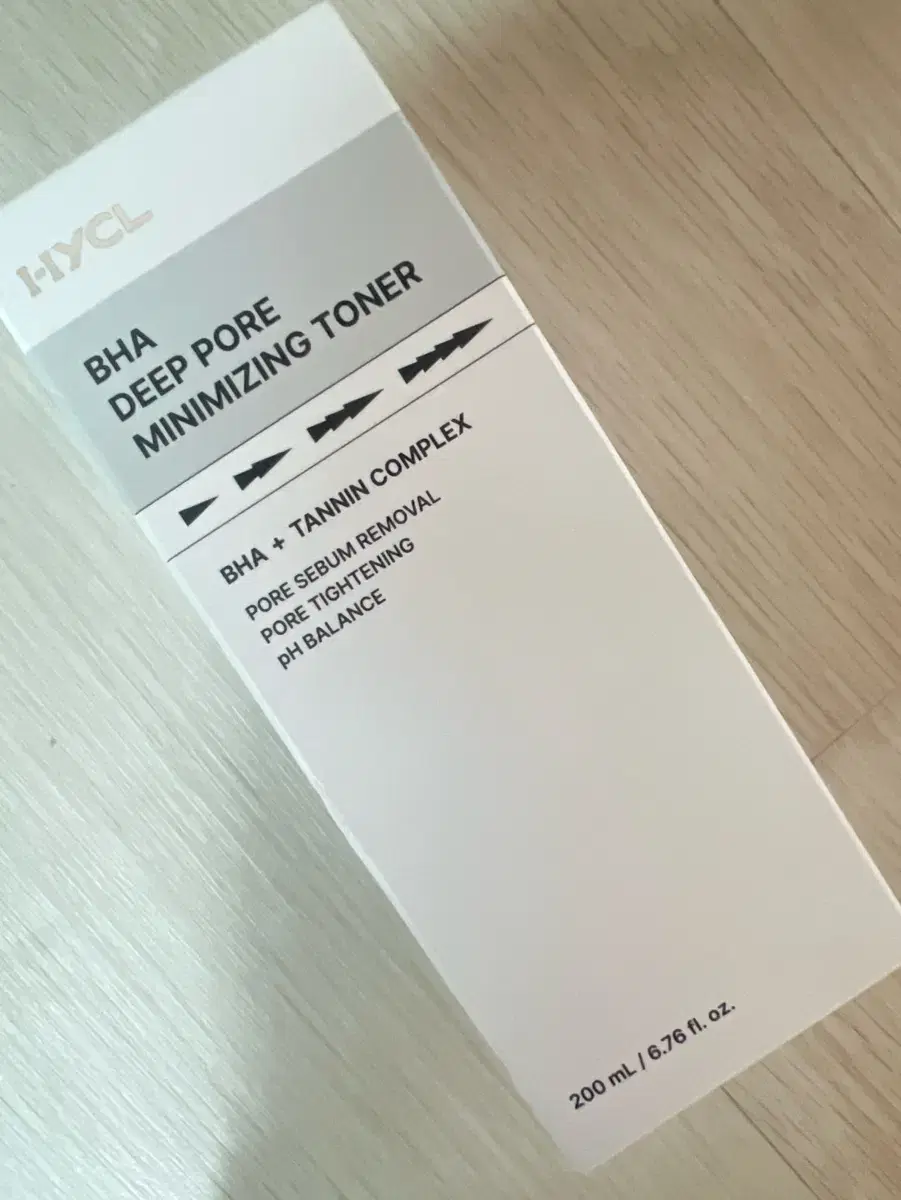 HYCL
BHA
DEEP PORE
MINIMIZING TONER
BHA + TANNIN COMPLEX
PORE SEBUM REMOVAL
PORE TIGHTENING
pH BALANCE
200 mL / 6.76 fl. oz.